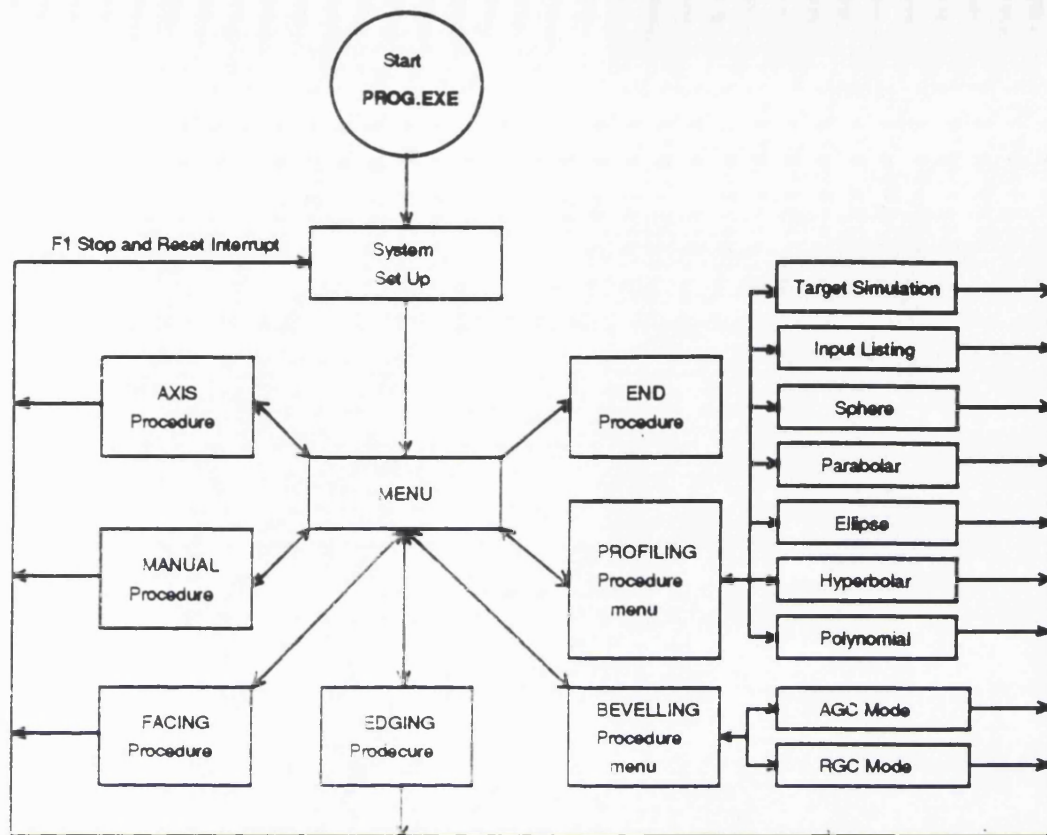 Start
PROG.EXE
F1 Stop and Reset Interrupt
System
Set Up
Target Simulation
Input Listing
AXIS
Procedure
END
Procedure
Sphere
Parabolar
MENU
Ellipse
MANUAL
Procedure
PROFILING
Procedure
menu
Hyperbolar
Polynomial
FACING
Procedure
EDGING
Prodecure
BEVELLING
Procedure
menu
AGC Mode
RGC Mode